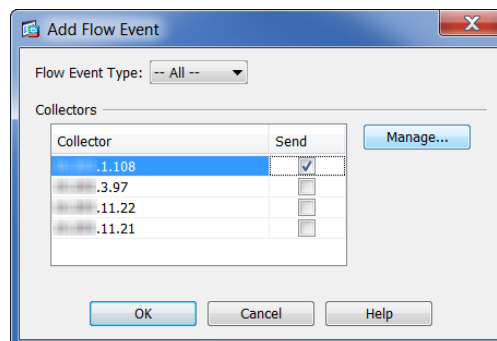 Add Flow Event
Flow Event Type: -- All --
Collectors
Collector Send
.1.108
Manage...
.3.97
.11.22
.11.21
OK Cancel Help